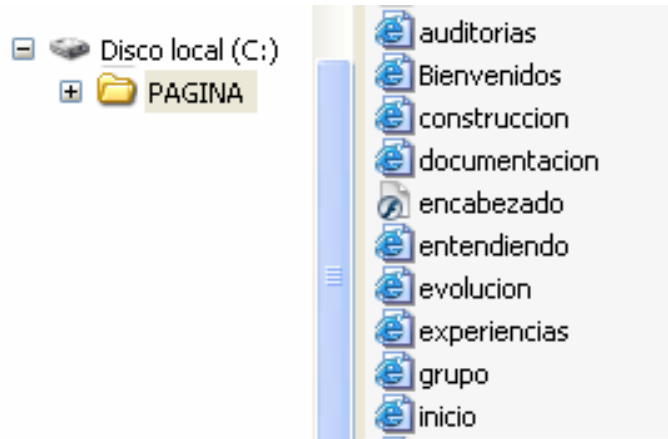 Disco local (C:)
PAGINA
auditorias
Bienvenidos
construccion
documentacion
encabezado
entendiendo
evolucion
experiencias
grupo
inicio